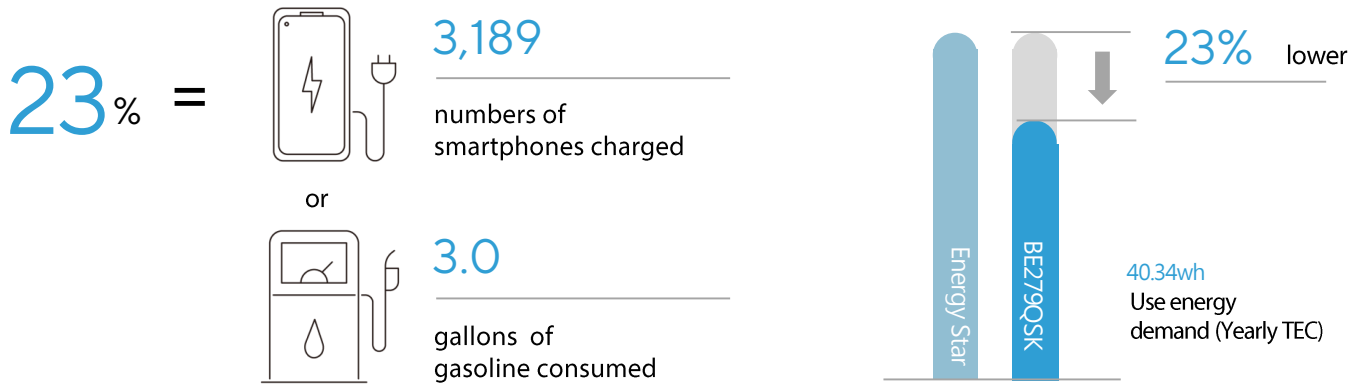 23% =
3,189
numbers of
smartphones charged
or
3.0
gallons of
gasoline consumed
23% lower
Energy Star
BE279QSK
40.34wh
Use energy
demand (Yearly TEC)